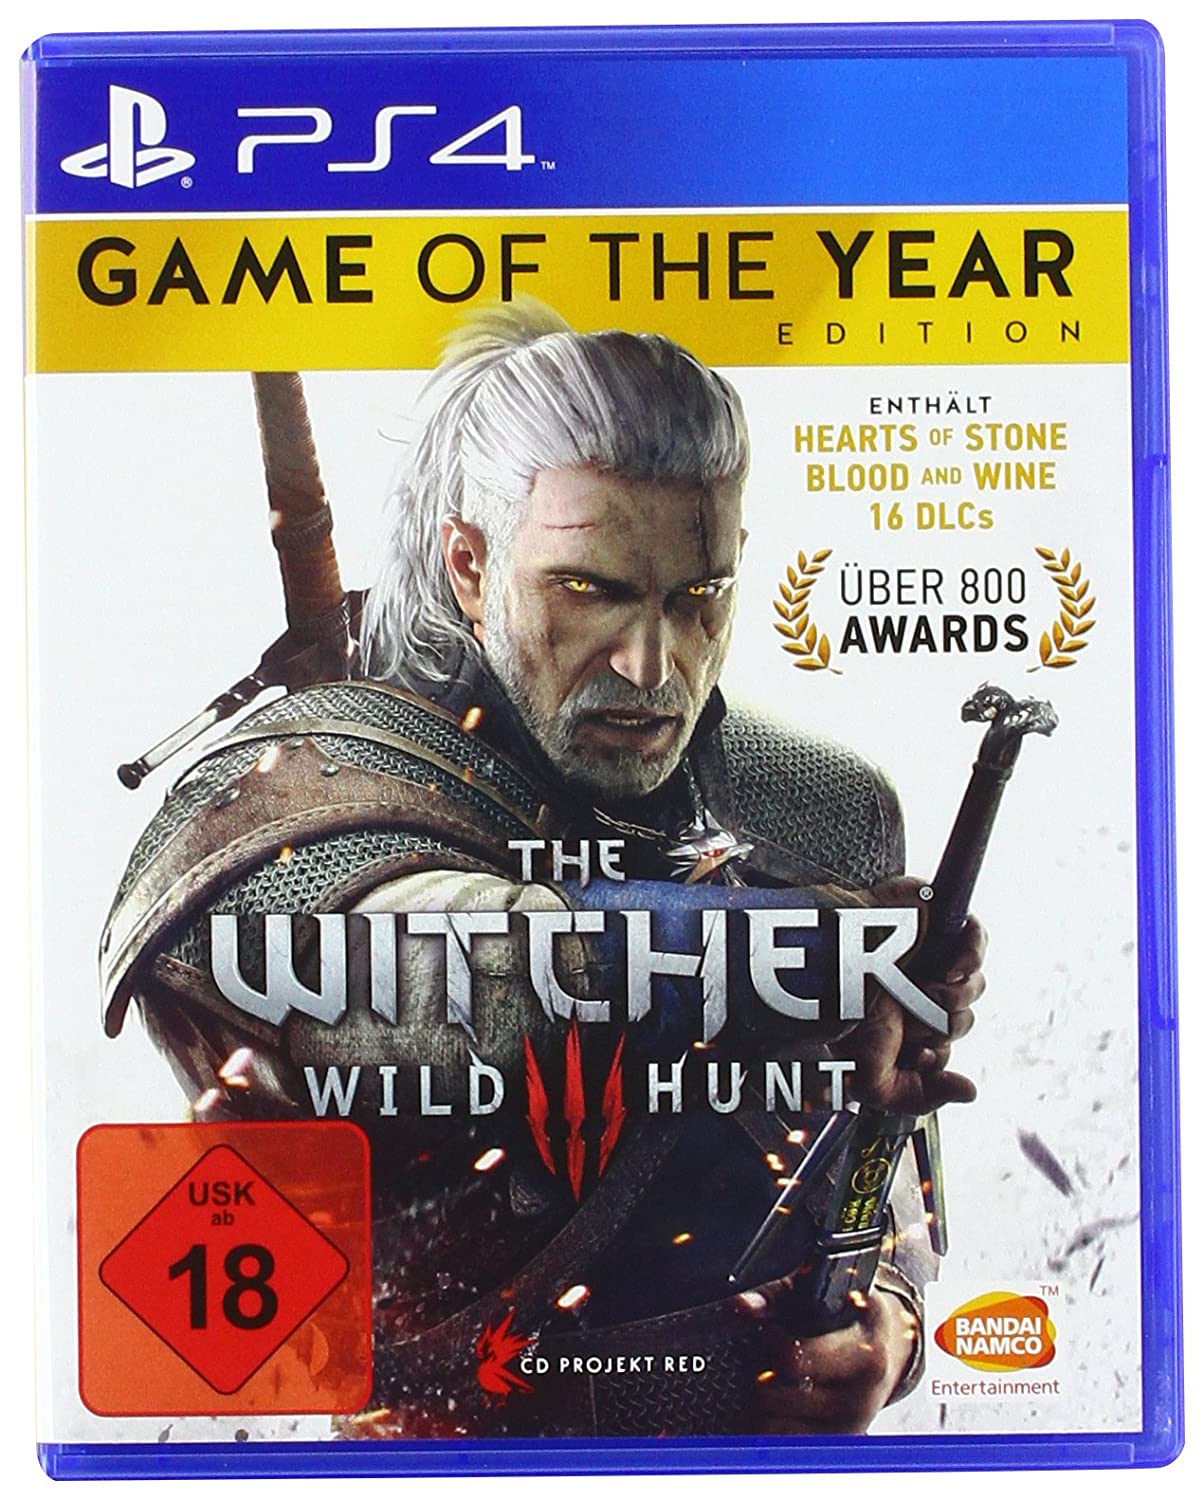 PS4™
GAME OF THE YEAR
EDITION
ENTHÄLT
HEARTS OF STONE
BLOOD AND WINE
16 DLCs
ÜBER 800
AWARDS
THE
WITCHER®
WILD HUNT
USK
ab
18
CD PROJEKT RED
BANDAI
NAMCO
Entertainment